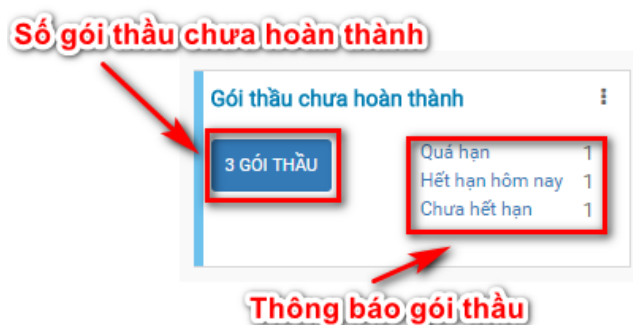 Số gói thầu chưa hoàn thành
Gói thầu chưa hoàn thành
3 GÓI THẦU
Quá hạn 1
Hết hạn hôm nay 1
Chưa hết hạn 1
Thông báo gói thầu